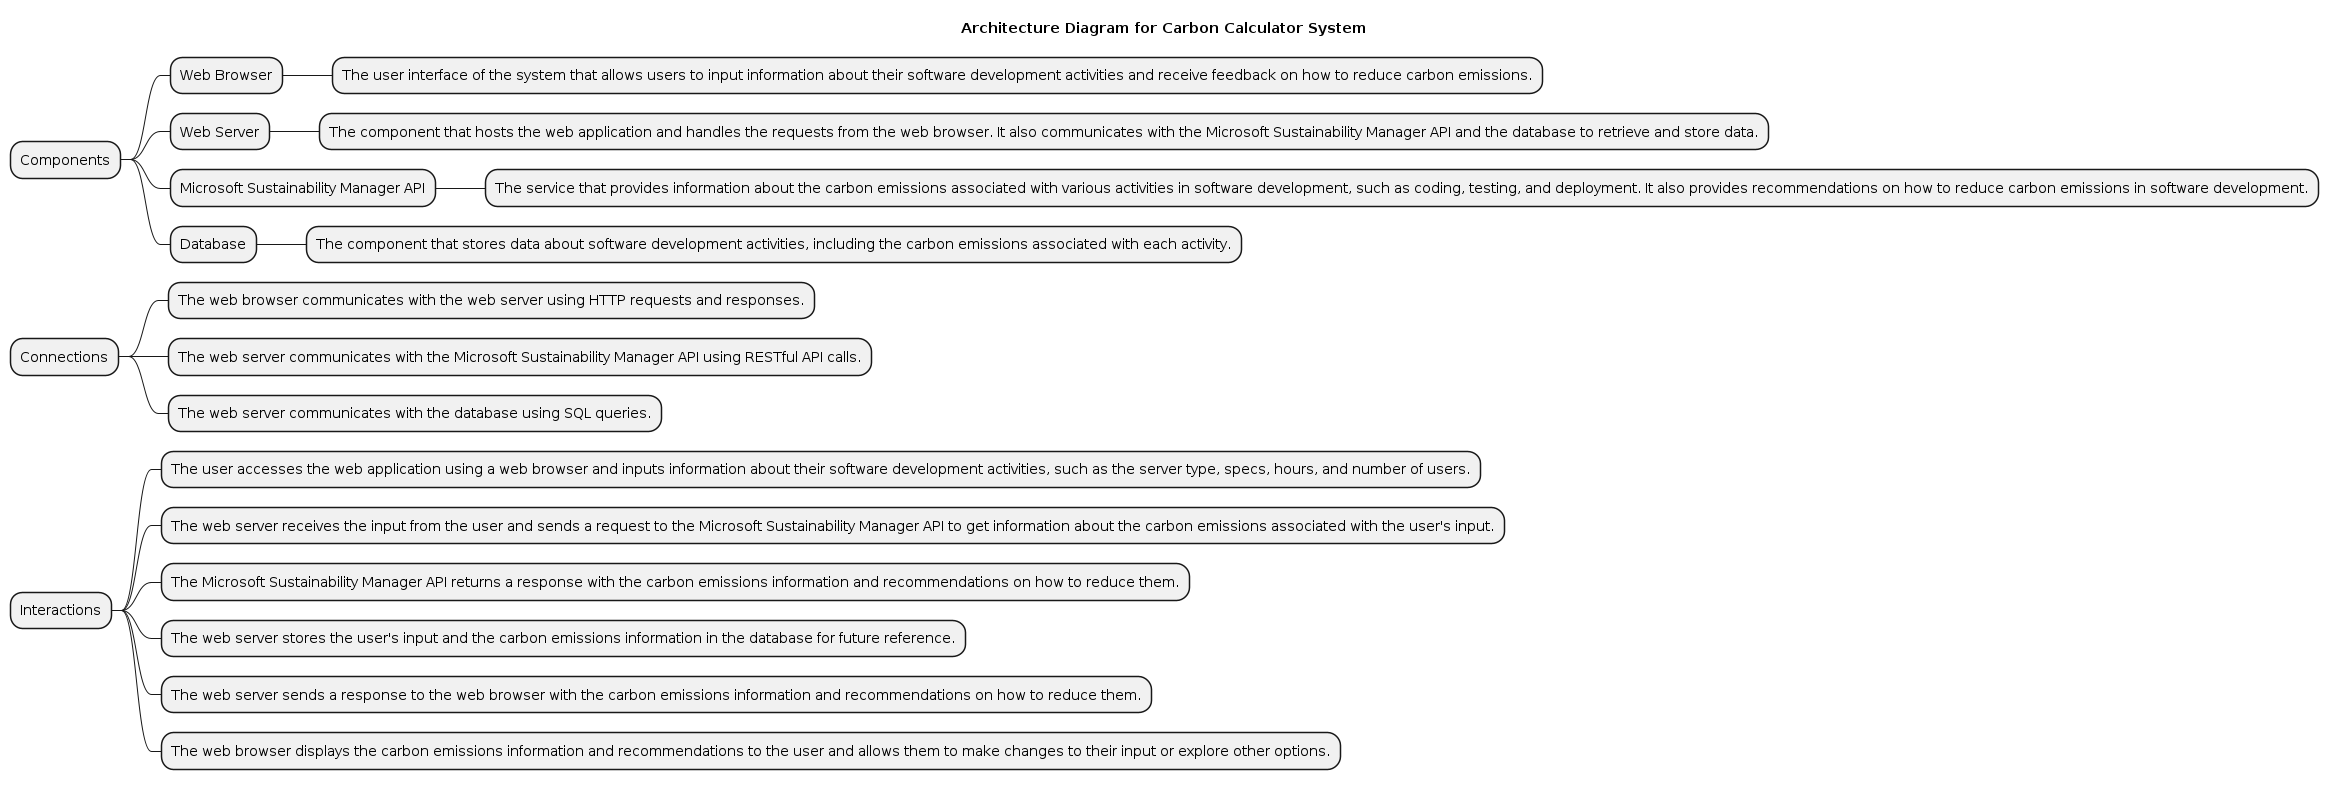 Architecture Diagram for Carbon Calculator System
Components
Web Browser
The user interface of the system that allows users to input information about their software development activities and receive feedback on how to reduce carbon emissions.
Web Server
The component that hosts the web application and handles the requests from the web browser. It also communicates with the Microsoft Sustainability Manager API and the database to retrieve and store data.
Microsoft Sustainability Manager API
The service that provides information about the carbon emissions associated with various activities in software development, such as coding, testing, and deployment. It also provides recommendations on how to reduce carbon emissions in software development.
Database
The component that stores data about software development activities, including the carbon emissions associated with each activity.
Connections
The web browser communicates with the web server using HTTP requests and responses.
The web server communicates with the Microsoft Sustainability Manager API using RESTful API calls.
The web server communicates with the database using SQL queries.
Interactions
The user accesses the web application using a web browser and inputs information about their software development activities, such as the server type, specs, hours, and number of users.
The web server receives the input from the user and sends a request to the Microsoft Sustainability Manager API to get information about the carbon emissions associated with the user's input.
The Microsoft Sustainability Manager API returns a response with the carbon emissions information and recommendations on how to reduce them.
The web server stores the user's input and the carbon emissions information in the database for future reference.
The web server sends a response to the web browser with the carbon emissions information and recommendations on how to reduce them.
The web browser displays the carbon emissions information and recommendations to the user and allows them to make changes to their input or explore other options.